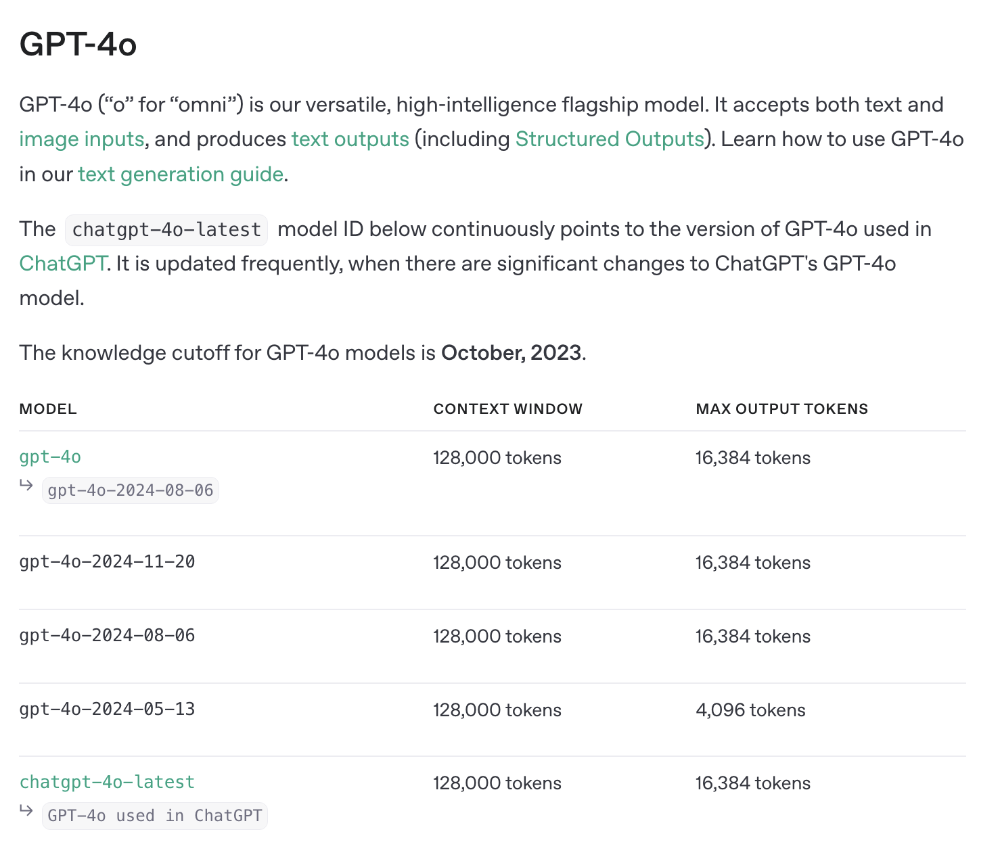 GPT-4o
GPT-4o (“o” for “omni”) is our versatile, high-intelligence flagship model. It accepts both text and
image inputs, and produces text outputs (including Structured Outputs). Learn how to use GPT-4o
in our text generation guide.
The chatgpt-4o-latest model ID below continuously points to the version of GPT-4o used in
ChatGPT. It is updated frequently, when there are significant changes to ChatGPT's GPT-4o
model.
The knowledge cutoff for GPT-4o models is October, 2023.
MODEL CONTEXT WINDOW MAX OUTPUT TOKENS
gpt-4o 128,000 tokens 16,384 tokens
↳ gpt-4o-2024-08-06
gpt-4o-2024-11-20 128,000 tokens 16,384 tokens
gpt-4o-2024-08-06 128,000 tokens 16,384 tokens
gpt-4o-2024-05-13 128,000 tokens 4,096 tokens
chatgpt-4o-latest 128,000 tokens 16,384 tokens
↳ GPT-4o used in ChatGPT